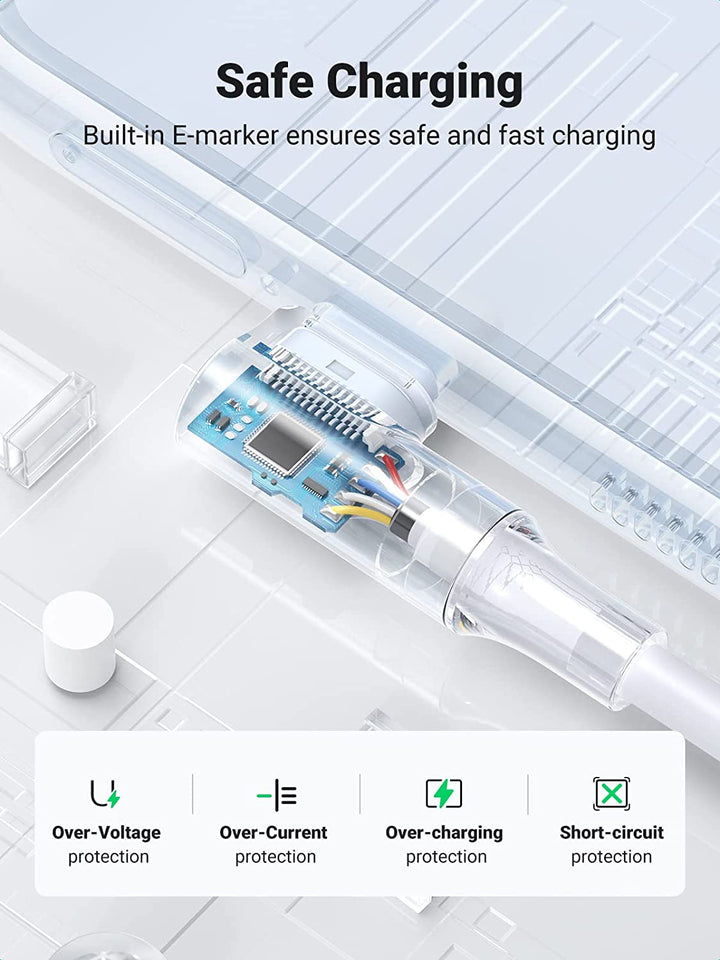 Safe Charging
Built-in E-marker ensures safe and fast charging
Over-Voltage
protection
Over-Current
protection
Over-charging
protection
Short-circuit
protection